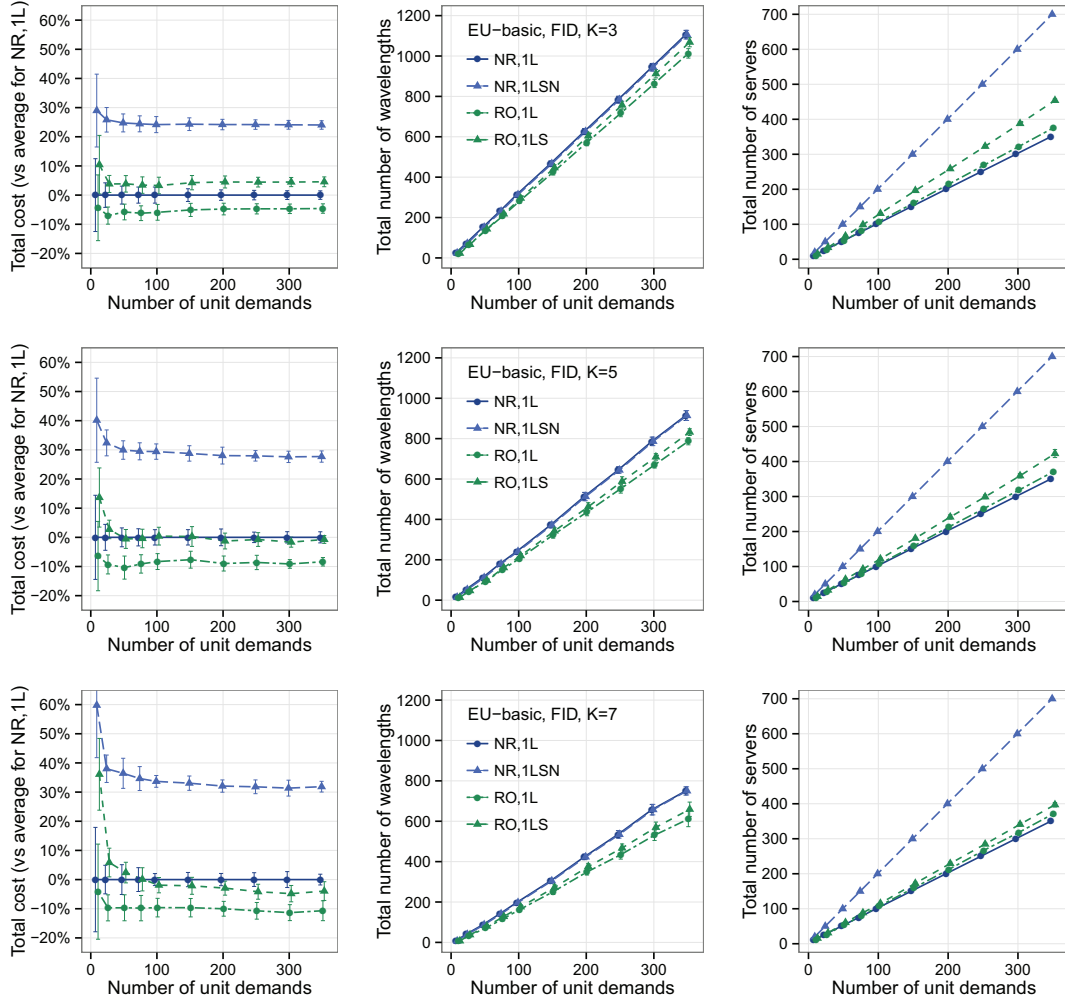 Total cost (vs average for NR,1L)
60%
50%
40%
30%
20%
10%
0%
−10%
−20%
0 100 200 300
Number of unit demands
Total number of wavelengths
1200
1000
800
600
400
200
0
EU−basic, FID, K=3
NR,1L
NR,1LSN
RO,1L
RO,1LS
0 100 200 300
Number of unit demands
Total number of servers
700
600
500
400
300
200
100
0
0 100 200 300
Number of unit demands
Total cost (vs average for NR,1L)
60%
50%
40%
30%
20%
10%
0%
−10%
−20%
0 100 200 300
Number of unit demands
Total number of wavelengths
1200
1000
800
600
400
200
0
EU−basic, FID, K=5
NR,1L
NR,1LSN
RO,1L
RO,1LS
0 100 200 300
Number of unit demands
Total number of servers
700
600
500
400
300
200
100
0
0 100 200 300
Number of unit demands
Total cost (vs average for NR,1L)
60%
50%
40%
30%
20%
10%
0%
−10%
−20%
0 100 200 300
Number of unit demands
Total number of wavelengths
1200
1000
800
600
400
200
0
EU−basic, FID, K=7
NR,1L
NR,1LSN
RO,1L
RO,1LS
0 100 200 300
Number of unit demands
Total number of servers
700
600
500
400
300
200
100
0
0 100 200 300
Number of unit demands